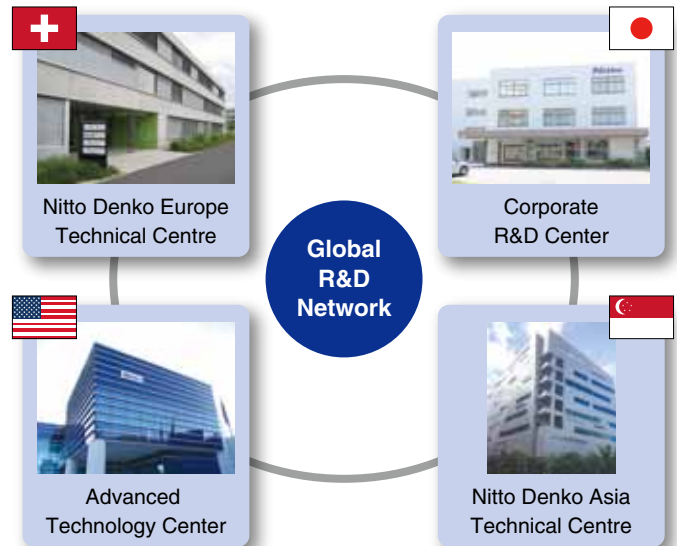 Nitto Denko Europe
Technical Centre
Corporate
R&D Center
Global
R&D
Network
Advanced
Technology Center
Nitto Denko Asia
Technical Centre